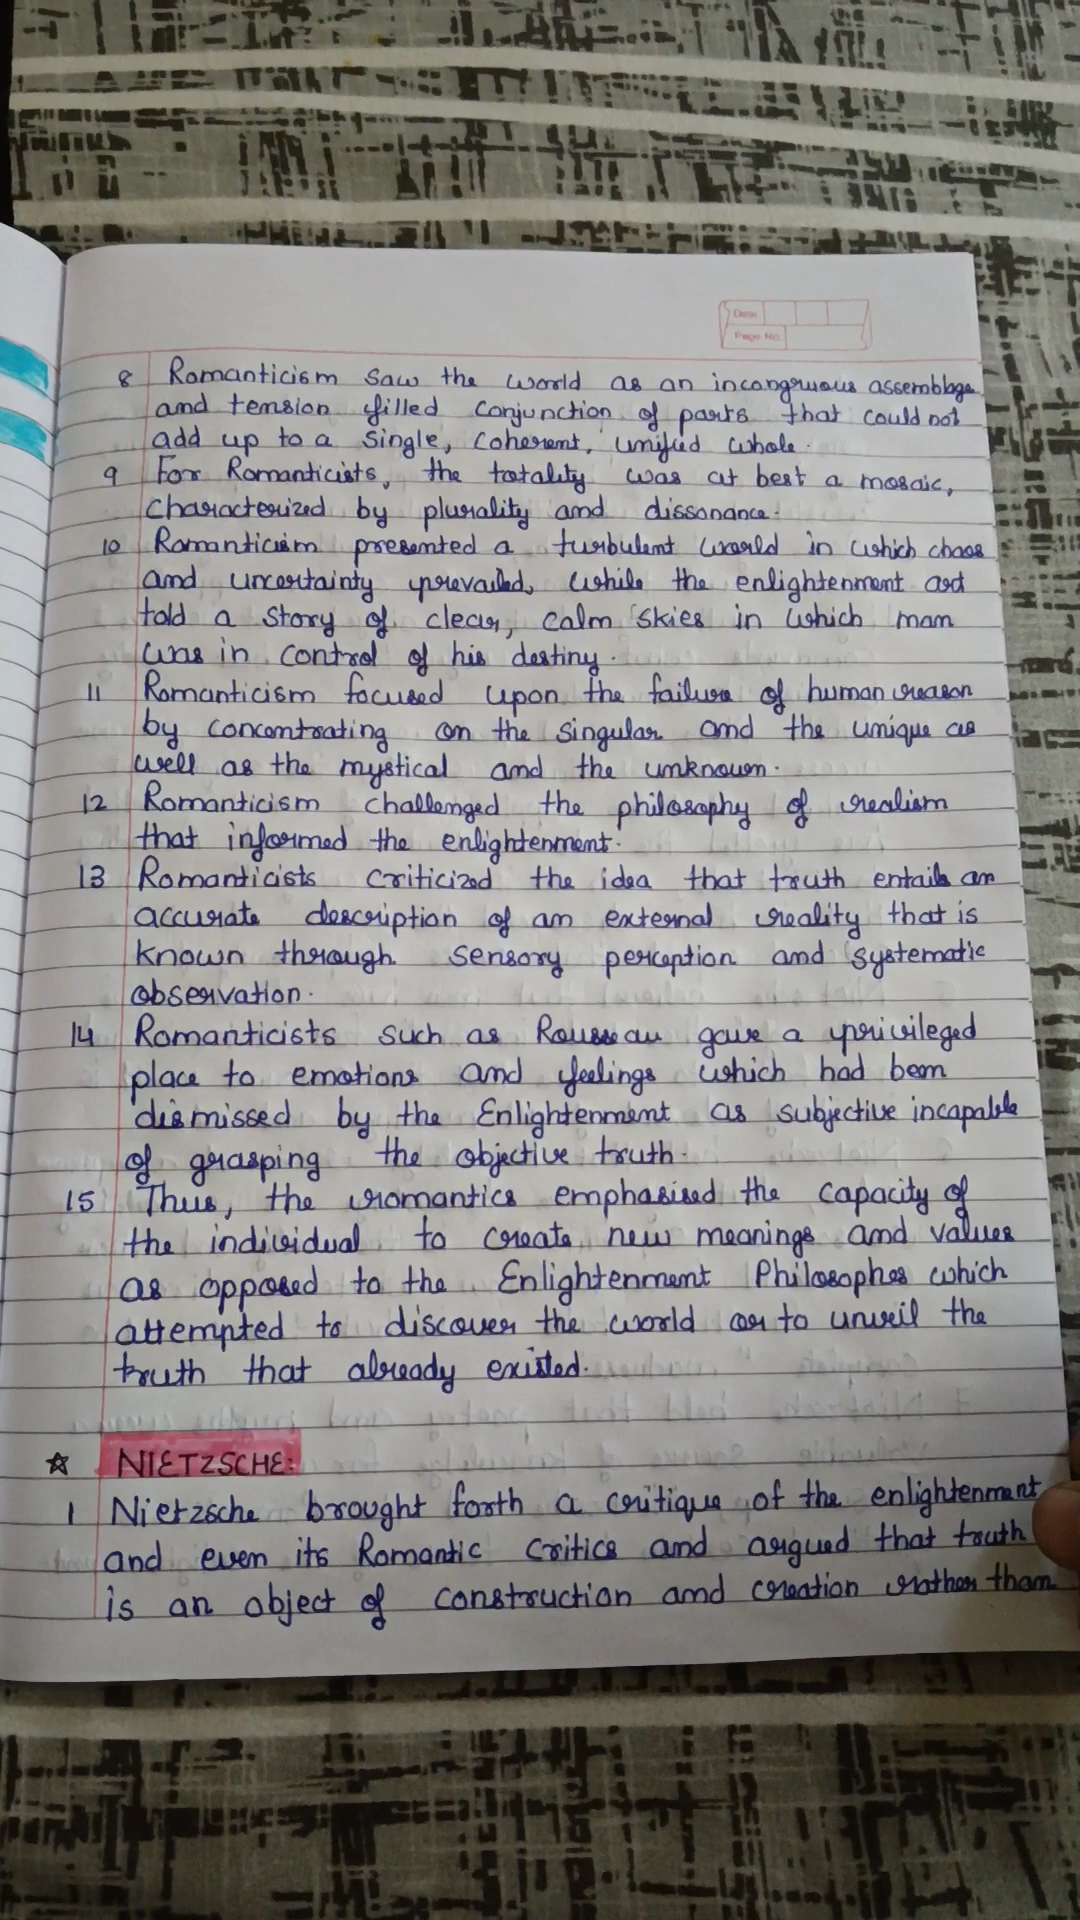 Date
Page No.
8 Romanticism saw the world as an incongruous assemblage
and tension filled conjunction of parts that could not
add up to a single, coherent, unified whole.
9 For Romanticists, the totality was at best a mosaic,
characterized by plurality and dissonance.
10 Romanticism presented a turbulent world in which chaos
and uncertainty prevailed, while the enlightenment art
told a story of clear, calm skies in which man
was in control of his destiny.
11 Romanticism focused upon the failure of human reason
by concentrating on the singular and the unique as
well as the mystical and the unknown.
12 Romanticism challenged the philosophy of realism
that informed the enlightenment.
13 Romanticists criticized the idea that truth entails an
accurate description of an external reality that is
known through sensory perception and systematic
observation.
14 Romanticists such as Rousseau gave a privileged
place to emotions and feelings which had been
dismissed by the Enlightenment as subjective incapable
of grasping the objective truth.
15 Thus, the romantics emphasised the capacity of
the individual to create new meanings and values
as opposed to the Enlightenment Philosophes which
attempted to discover the world or to unveil the
truth that already existed.
☆ NIETZSCHE:
1 Nietzsche brought forth a critique of the enlightenment
and even its Romantic critics and argued that truth
is an object of construction and creation rather than